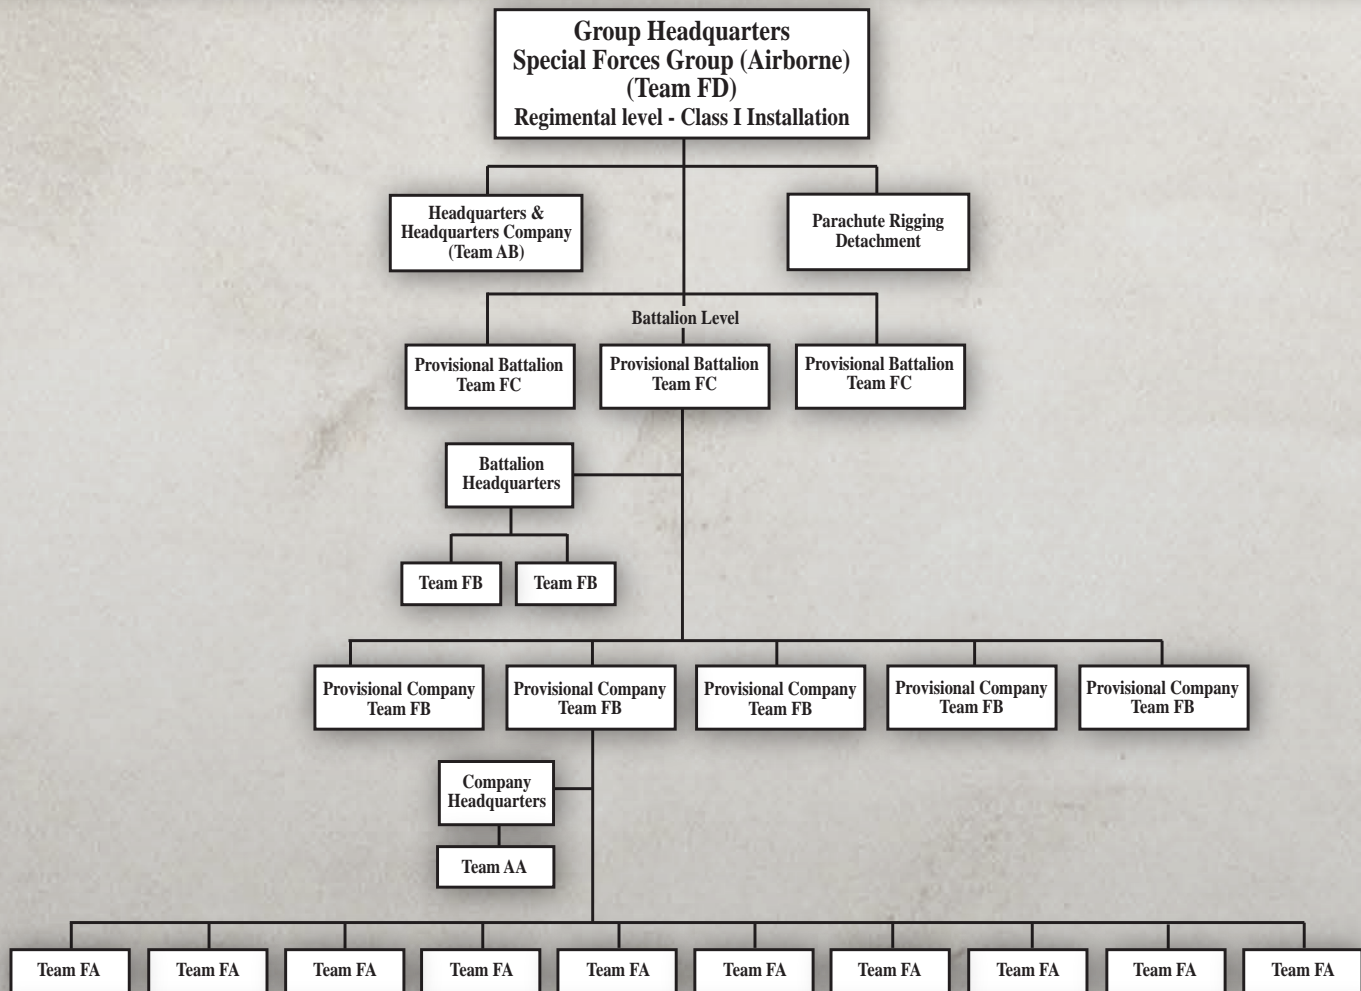 Group Headquarters
Special Forces Group (Airborne)
(Team FD)
Regimental level - Class I Installation
Headquarters &
Headquarters Company
(Team AB)
Parachute Rigging
Detachment
Battalion Level
Provisional Battalion
Team FC
Provisional Battalion
Team FC
Provisional Battalion
Team FC
Battalion
Headquarters
Team FB
Team FB
Provisional Company
Team FB
Provisional Company
Team FB
Provisional Company
Team FB
Provisional Company
Team FB
Provisional Company
Team FB
Company
Headquarters
Team AA
Team FA
Team FA
Team FA
Team FA
Team FA
Team FA
Team FA
Team FA
Team FA
Team FA